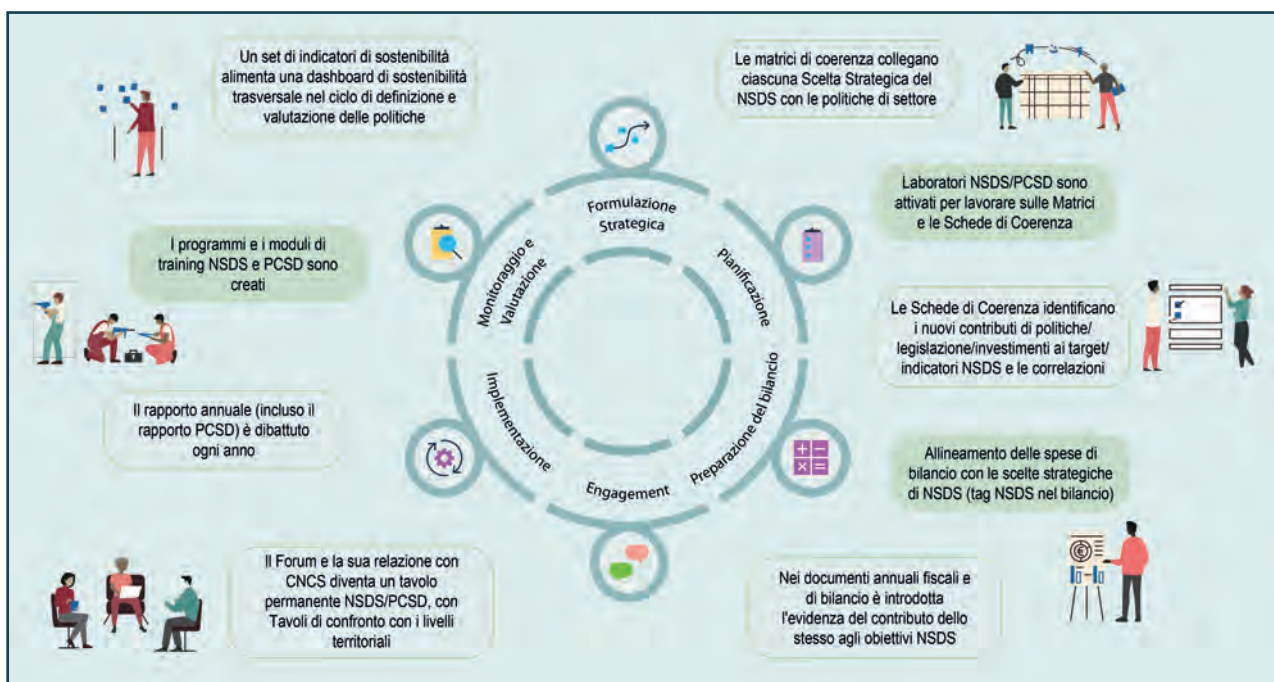 Un set di indicatori di sostenibilità
alimenta una dashboard di sostenibilità
trasversale nel ciclo di definizione e
valutazione delle politiche
Le matrici di coerenza collegano
ciascuna Scelta Strategica del
NSDS con le politiche di settore
Laboratori NSDS/PCSD sono
attivati per lavorare sulle Matrici
e le Schede di Coerenza
I programmi e i moduli di
training NSDS e PCSD sono
creati
Le Schede di Coerenza identificano
i nuovi contributi di politiche/
legislazione/investimenti ai target/
indicatori NSDS e le correlazioni
Il rapporto annuale (incluso il
rapporto PCSD) è dibattuto
ogni anno
Allineamento delle spese di
bilancio con le scelte strategiche
di NSDS (tag NSDS nel bilancio)
Il Forum e la sua relazione con
CNCS diventa un tavolo
permanente NSDS/PCSD, con
Tavoli di confronto con i livelli
territoriali
Nei documenti annuali fiscali e
di bilancio è introdotta
l'evidenza del contributo dello
stesso agli obiettivi NSDS
Formulazione
Strategica
Pianificazione
Preparazione del bilancio
Engagement
Implementazione
Monitoraggio e
Valutazione